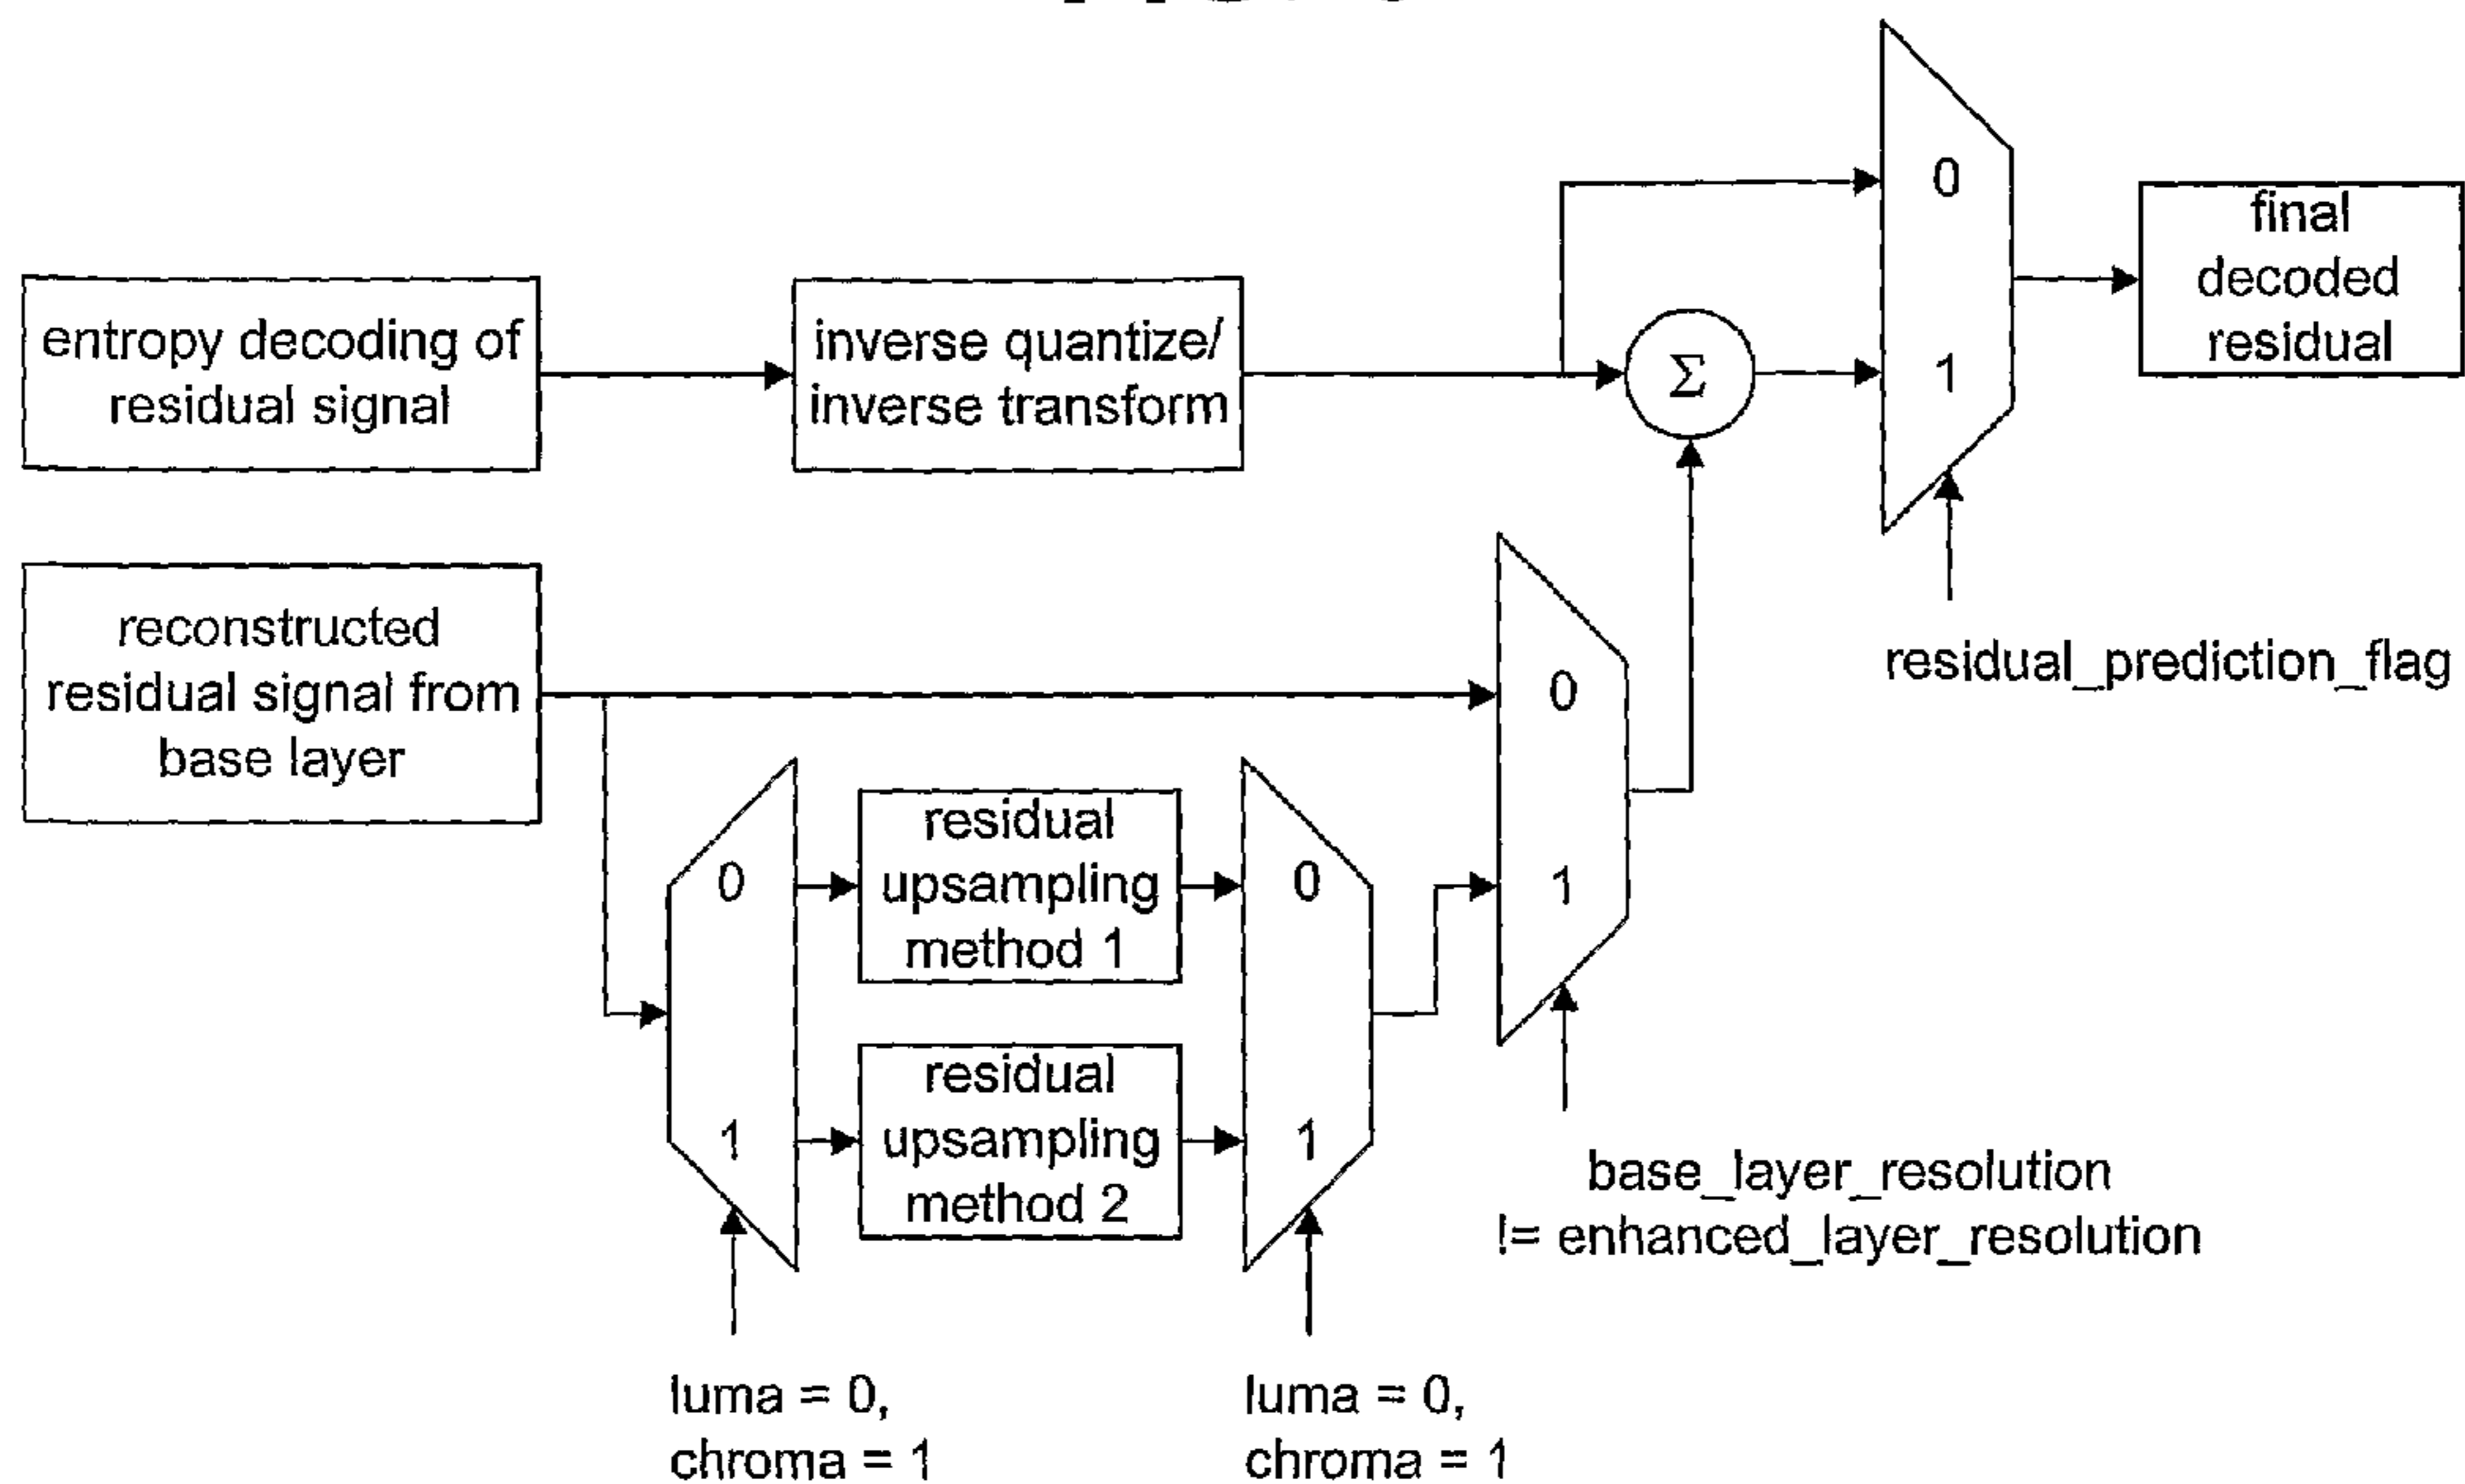 0
final
decoded
residual
entropy decoding of
residual signal
inverse quantize/
inverse transform
Σ
1
reconstructed
residual signal from
base layer
0
residual_prediction_flag
0
residual
upsampling
method 1
0
1
1
residual
upsampling
method 2
1
base_layer_resolution
!= enhanced_layer_resolution
luma = 0,
chroma = 1
luma = 0,
chroma = 1